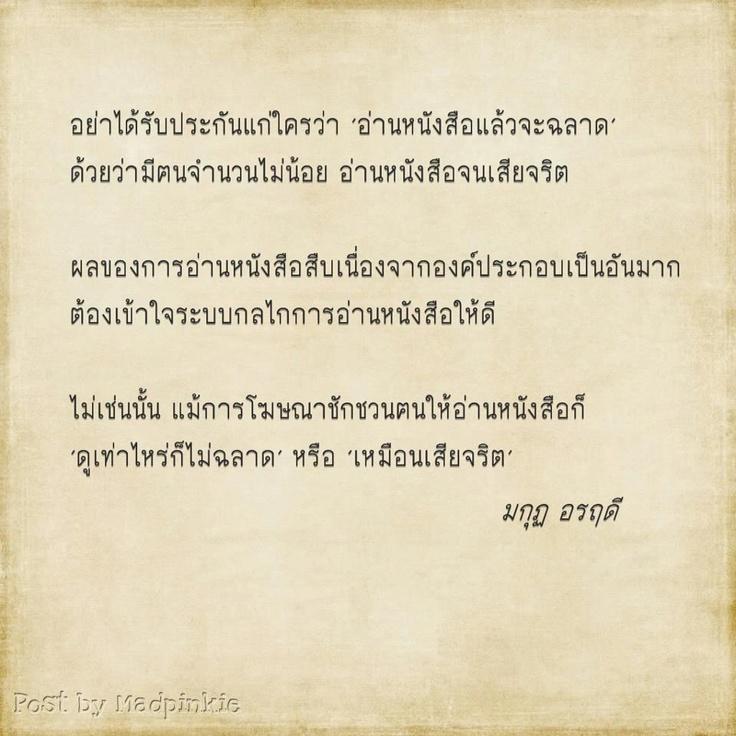 อย่าได้รับประกันแก่ใครว่า ‘อ่านหนังสือแล้วจะฉลาด’
ด้วยว่ามีฅนจำนวนไม่น้อย อ่านหนังสือจนเสียจริต
ผลของการอ่านหนังสือสืบเนื่องจากองค์ประกอบเป็นอันมาก
ต้องเข้าใจระบบกลไกการอ่านหนังสือให้ดี
ไม่เช่นนั้น แม้การโฆษณาชักชวนฅนให้อ่านหนังสือก็
‘ดูเท่าไหร่ก็ไม่ฉลาด’ หรือ ‘เหมือนเสียจริต’
มกุฏ อรฤดี
Post by Madpinkie